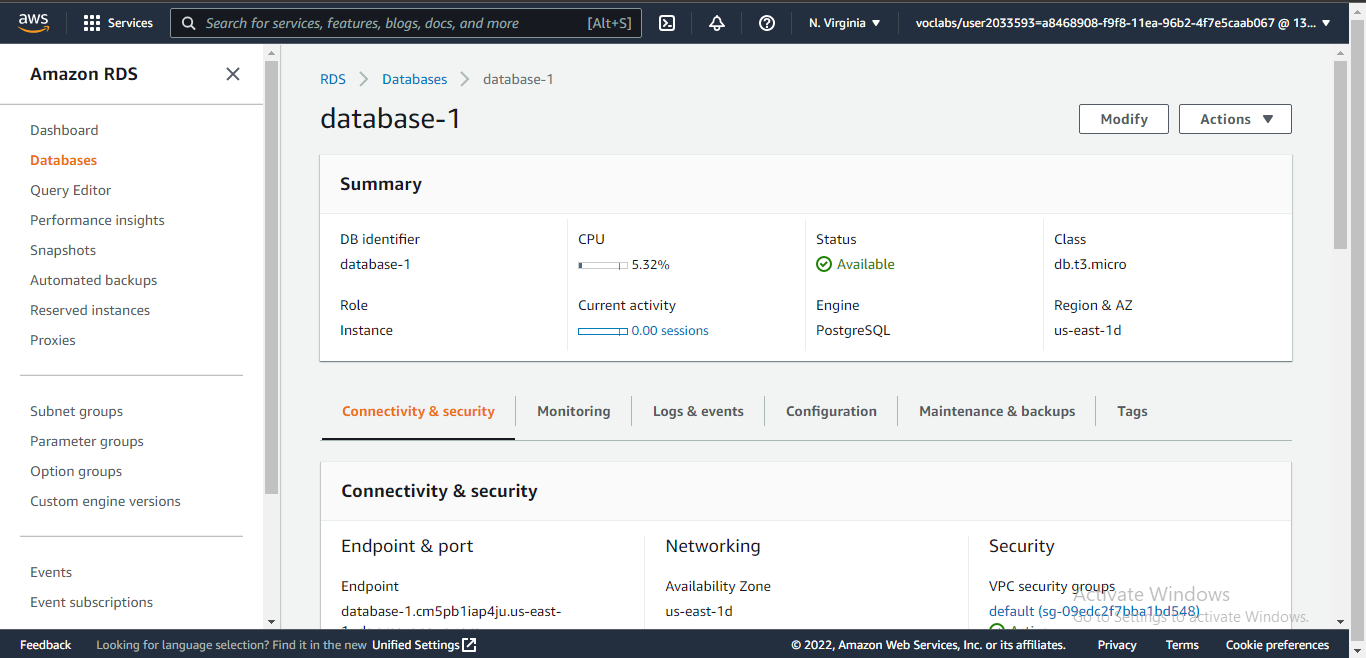 aws
Services
Search for services, features, blogs, docs, and more [Alt+S]
N. Virginia ▼
voclabs/user2033593=a8468908-f9f8-11ea-96b2-4f7e5caab067 @ 13... ▼
Amazon RDS
Dashboard
Databases
Query Editor
Performance insights
Snapshots
Automated backups
Reserved instances
Proxies
Subnet groups
Parameter groups
Option groups
Custom engine versions
Events
Event subscriptions
RDS > Databases > database-1
database-1
Modify
Actions ▼
Summary
DB identifier
database-1
CPU
5.32%
Status
Available
Class
db.t3.micro
Role
Instance
Current activity
0.00 sessions
Engine
PostgreSQL
Region & AZ
us-east-1d
Connectivity & security
Monitoring
Logs & events
Configuration
Maintenance & backups
Tags
Connectivity & security
Endpoint & port
Endpoint
database-1.cm5pb1iap4ju.us-east-
Networking
Availability Zone
us-east-1d
Security
VPC security groups
default (sg-09edc2f7bba1bd548)
Activate Windows
Go to Settings to activate Windows.
Feedback
Looking for language selection? Find it in the new Unified Settings
© 2022, Amazon Web Services, Inc. or its affiliates.
Privacy
Terms
Cookie preferences